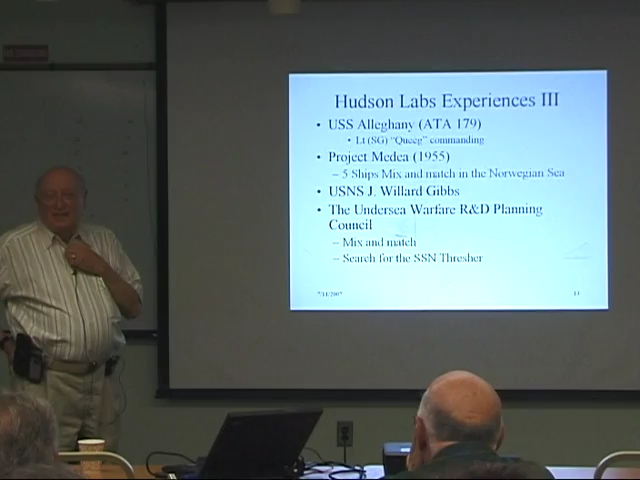 Hudson Labs Experiences III
• USS Alleghany (ATA 179)
• Lt (SG) "Queeg" commanding
• Project Medea (1955)
– 5 Ships Mix and match in the Norwegian Sea
• USNS J. Willard Gibbs
• The Undersea Warfare R&D Planning
Council
– Mix and match
– Search for the SSN Thresher